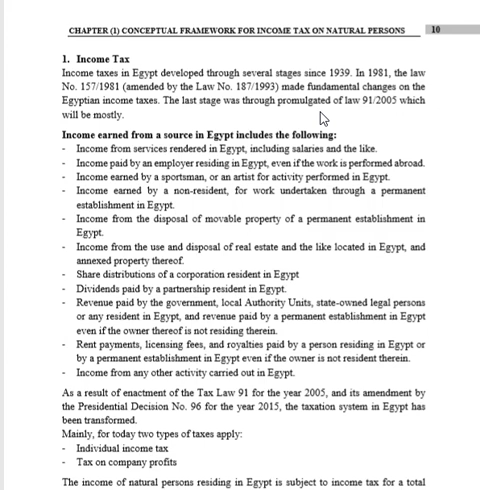 CHAPTER (1) CONCEPTUAL FRAMEWORK FOR INCOME TAX ON NATURAL PERSONS 10
1. Income Tax
Income taxes in Egypt developed through several stages since 1939. In 1981, the law
No. 157/1981 (amended by the Law No. 187/1993) made fundamental changes on the
Egyptian income taxes. The last stage was through promulgated of law 91/2005 which
will be mostly.
Income earned from a source in Egypt includes the following:
- Income from services rendered in Egypt, including salaries and the like.
- Income paid by an employer residing in Egypt, even if the work is performed abroad.
- Income earned by a sportsman, or an artist for activity performed in Egypt.
- Income earned by a non-resident, for work undertaken through a permanent
establishment in Egypt.
- Income from the disposal of movable property of a permanent establishment in
Egypt.
- Income from the use and disposal of real estate and the like located in Egypt, and
annexed property thereof.
- Share distributions of a corporation resident in Egypt
- Dividends paid by a partnership resident in Egypt.
- Revenue paid by the government, local Authority Units, state-owned legal persons
or any resident in Egypt, and revenue paid by a permanent establishment in Egypt
even if the owner thereof is not residing therein.
- Rent payments, licensing fees, and royalties paid by a person residing in Egypt or
by a permanent establishment in Egypt even if the owner is not resident therein.
- Income from any other activity carried out in Egypt.
As a result of enactment of the Tax Law 91 for the year 2005, and its amendment by
the Presidential Decision No. 96 for the year 2015, the taxation system in Egypt has
been transformed.
Mainly, for today two types of taxes apply:
- Individual income tax
- Tax on company profits
The income of natural persons residing in Egypt is subject to income tax for a total